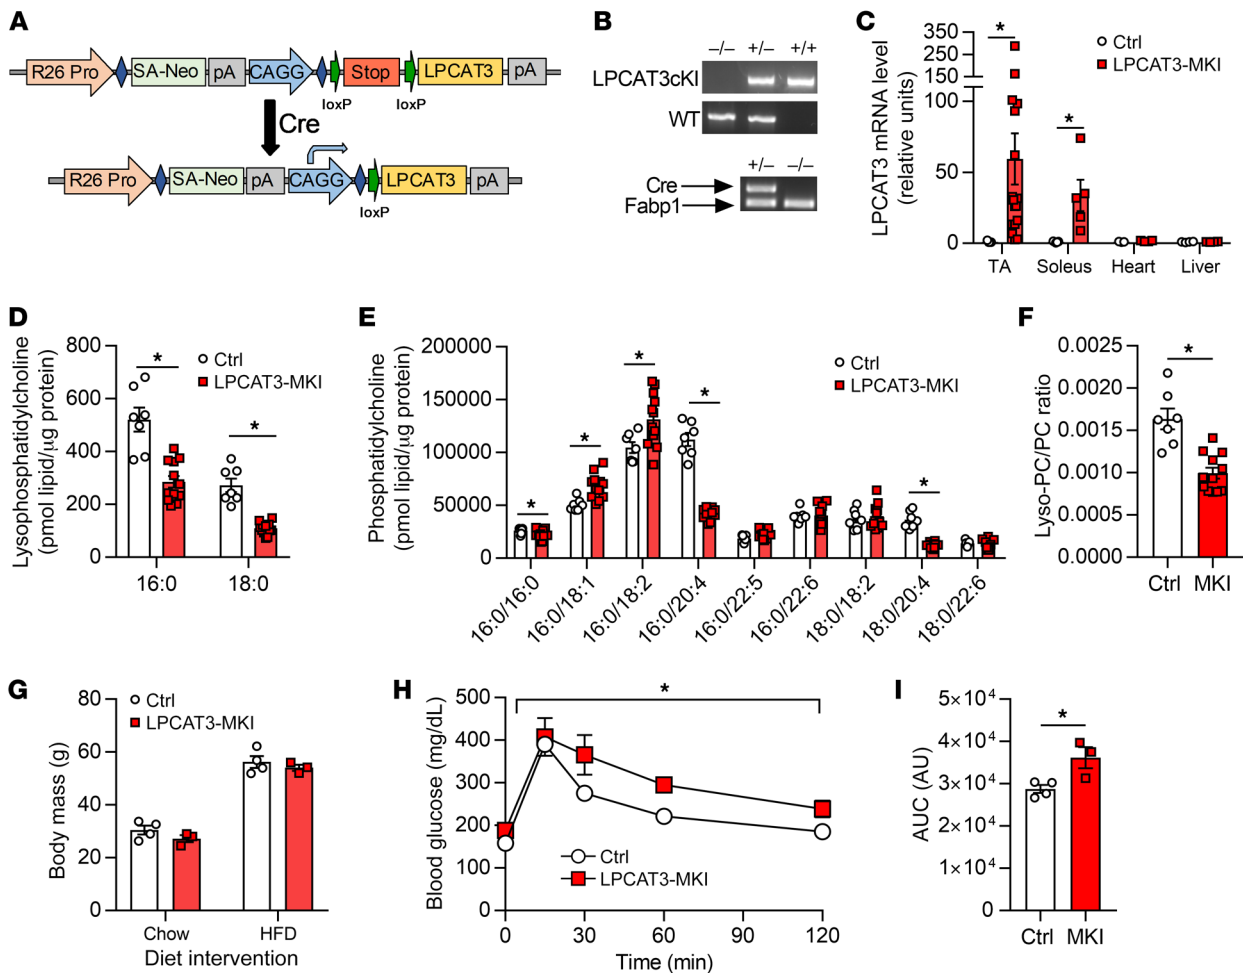 A
R26 Pro
SA-Neo
pA
CAGG
Stop
LPCAT3
pA
loxP
loxP
Cre
R26 Pro
SA-Neo
pA
CAGG
LPCAT3
pA
loxP
B
–/– +/– +/+
LPCAT3cKI
WT
+/– –/–
Cre
Fabp1
C
LPCAT3 mRNA level
(relative units)
350
250
150
100
50
0
*
*
Ctrl
LPCAT3-MKI
TA Soleus Heart Liver
D
Lysophosphatidylcholine
(pmol lipid/μg protein)
800
600
400
200
0
*
*
Ctrl
LPCAT3-MKI
16:0 18:0
E
Phosphatidylcholine
(pmol lipid/μg protein)
200000
150000
100000
50000
0
*
*
*
*
*
Ctrl
LPCAT3-MKI
16:0/16:0
16:0/18:1
16:0/18:2
16:0/20:4
16:0/22:5
16:0/22:6
18:0/18:2
18:0/20:4
18:0/22:6
F
Lyso-PC/PC ratio
0.0025
0.0020
0.0015
0.0010
0.0005
0.0000
*
Ctrl MKI
G
Body mass (g)
80
60
40
20
0
Ctrl
LPCAT3-MKI
Chow HFD
Diet intervention
H
Blood glucose (mg/dL)
500
400
300
200
100
0
*
Ctrl
LPCAT3-MKI
0 30 60 90 120
Time (min)
I
AUC (AU)
5×10⁴
4×10⁴
3×10⁴
2×10⁴
1×10⁴
0
*
Ctrl MKI